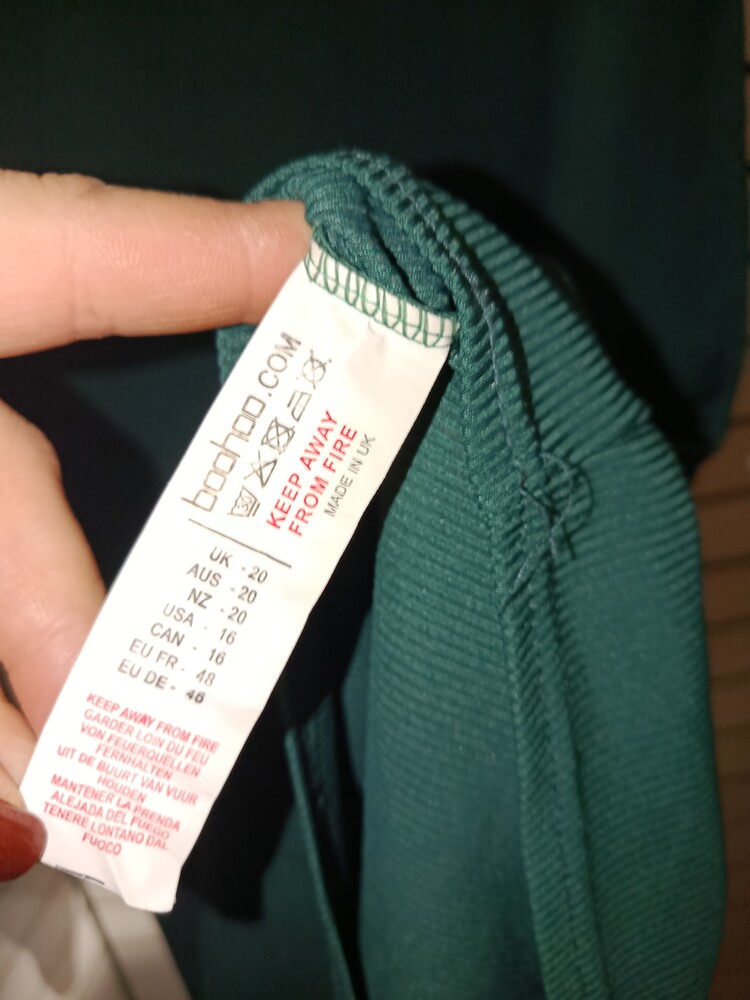 boohoo.COM
30
KEEP AWAY
FROM FIRE
MADE IN UK
UK - 20
AUS - 20
NZ - 20
USA - 16
CAN - 16
EU FR - 48
EU DE - 46
KEEP AWAY FROM FIRE
GARDER LOIN DU FEU
VON FEUERQUELLEN
FERNHALTEN
UIT DE BUURT VAN VUUR
HOUDEN
MANTENER LA PRENDA
ALEJADA DEL FUEGO
TENERE LONTANO DAL
FUOCO